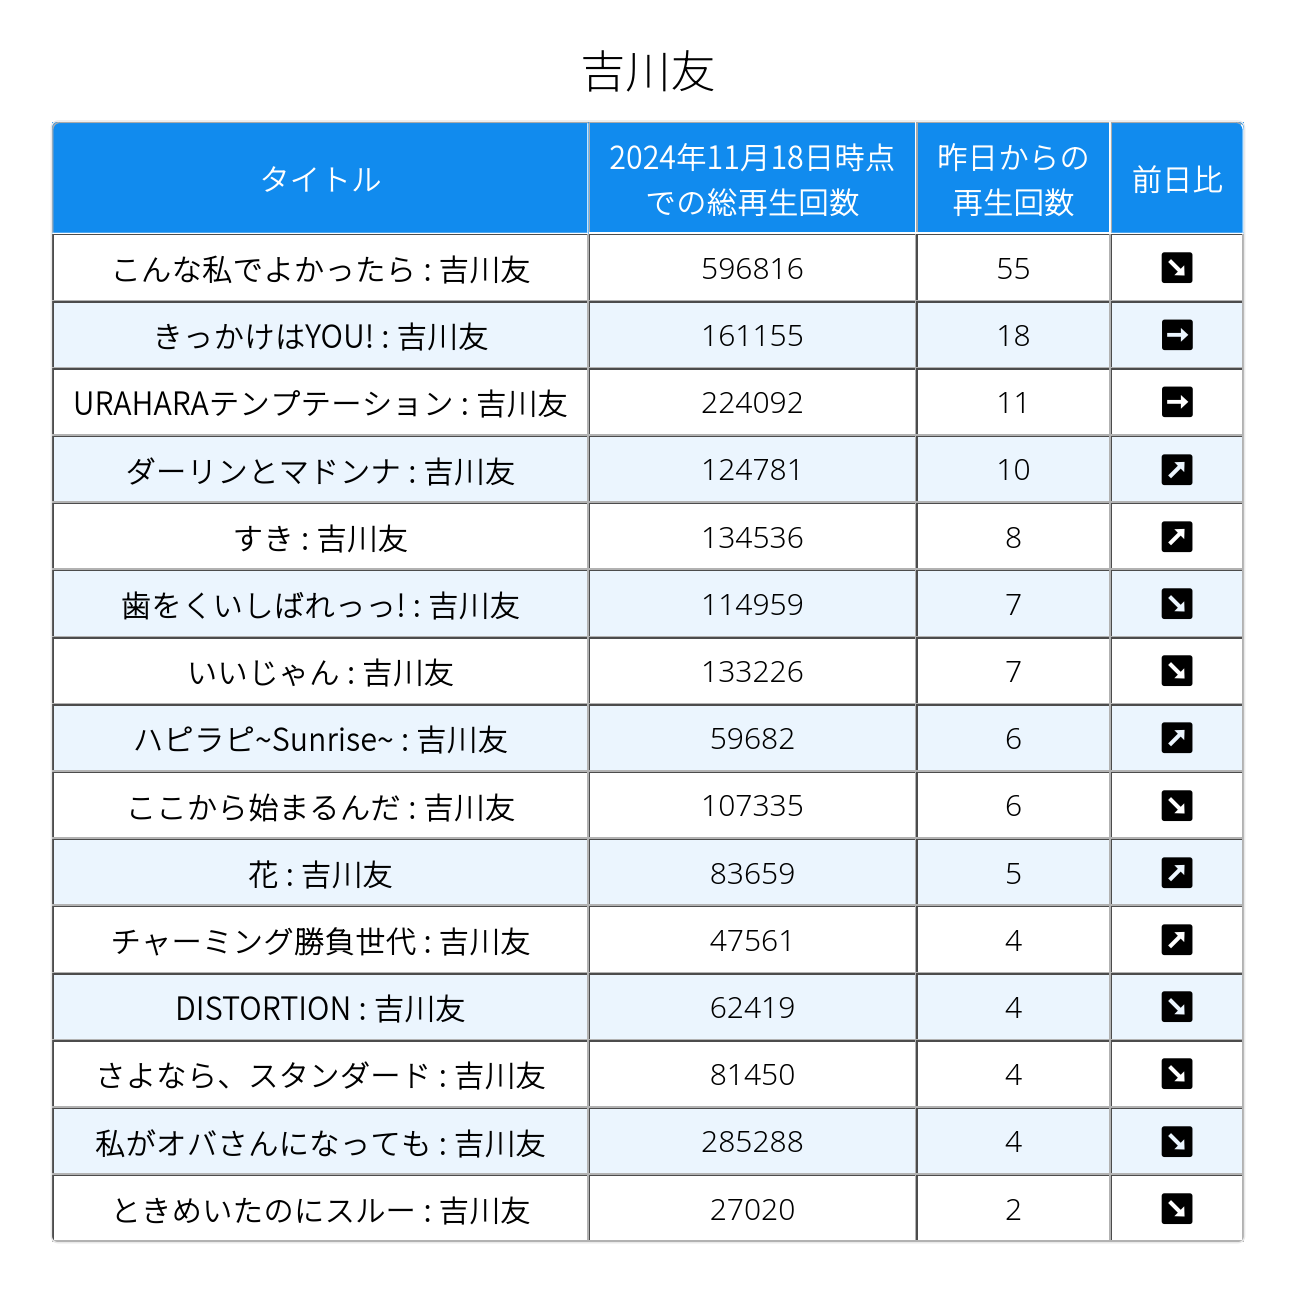 吉川友
タイトル
2024年11月18日時点
での総再生回数
昨日からの
再生回数
前日比
こんな私でよかったら : 吉川友 596816 55 ↘
きっかけはYOU! : 吉川友 161155 18 →
URAHARAテンプテーション : 吉川友 224092 11 →
ダーリンとマドンナ : 吉川友 124781 10 ↗
すき : 吉川友 134536 8 ↗
歯をくいしばれっっ! : 吉川友 114959 7 ↘
いいじゃん : 吉川友 133226 7 ↘
ハピラピ~Sunrise~ : 吉川友 59682 6 ↗
ここから始まるんだ : 吉川友 107335 6 ↘
花 : 吉川友 83659 5 ↗
チャーミング勝負世代 : 吉川友 47561 4 ↗
DISTORTION : 吉川友 62419 4 ↘
さよなら、スタンダード : 吉川友 81450 4 ↘
私がオバさんになっても : 吉川友 285288 4 ↘
ときめいたのにスルー : 吉川友 27020 2 ↘